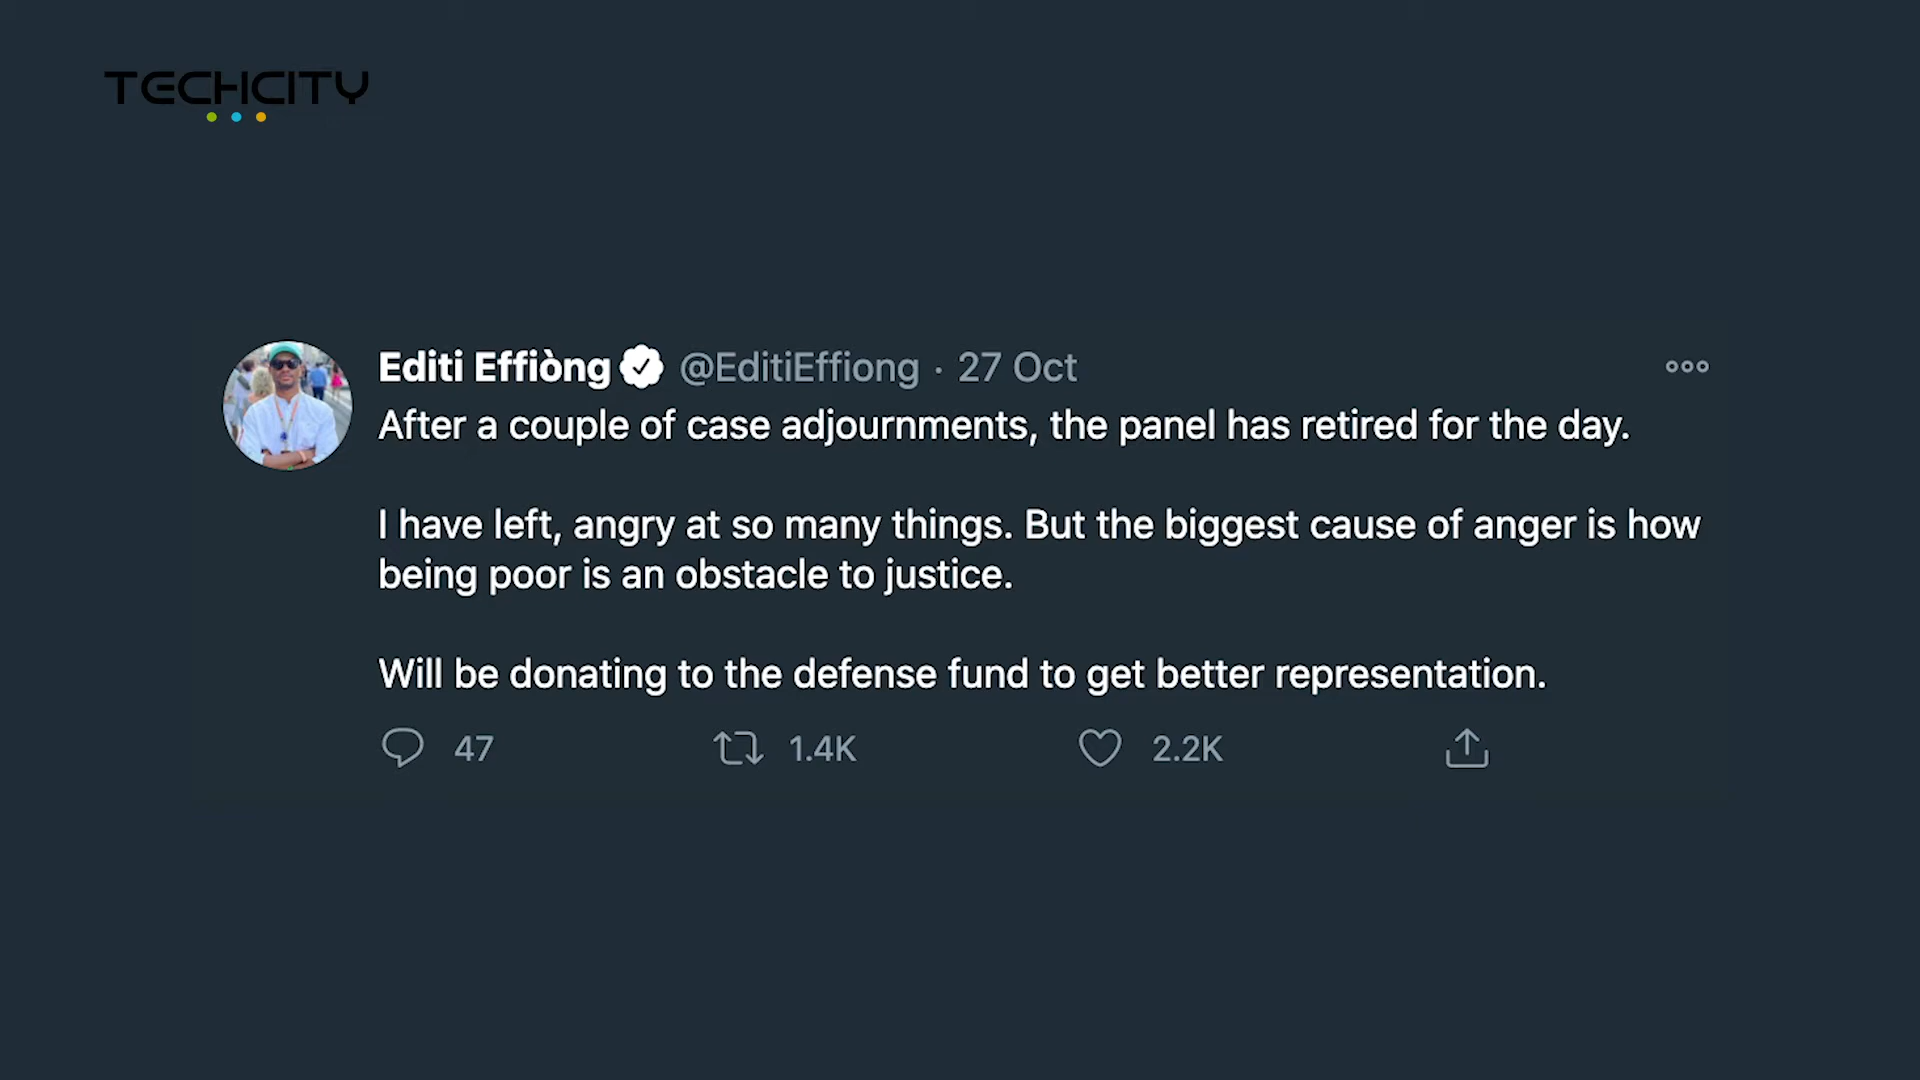 TECHCITY
Editi Effiòng @EditiEffiong · 27 Oct
After a couple of case adjournments, the panel has retired for the day.
I have left, angry at so many things. But the biggest cause of anger is how
being poor is an obstacle to justice.
Will be donating to the defense fund to get better representation.
47 1.4K 2.2K